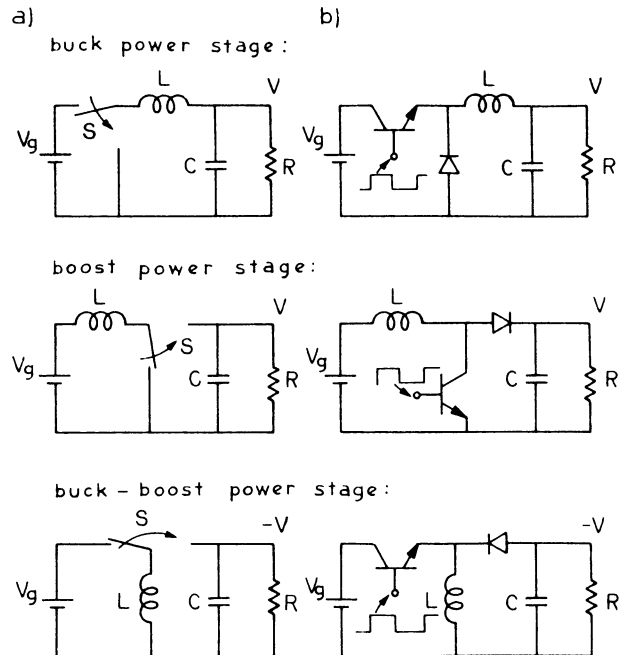 a) b)
buck power stage:
L V L V
S
Vg C R Vg C R
boost power stage:
L V L V
S
Vg C R Vg C R
buck-boost power stage:
S -V -V
Vg L C R Vg L C R